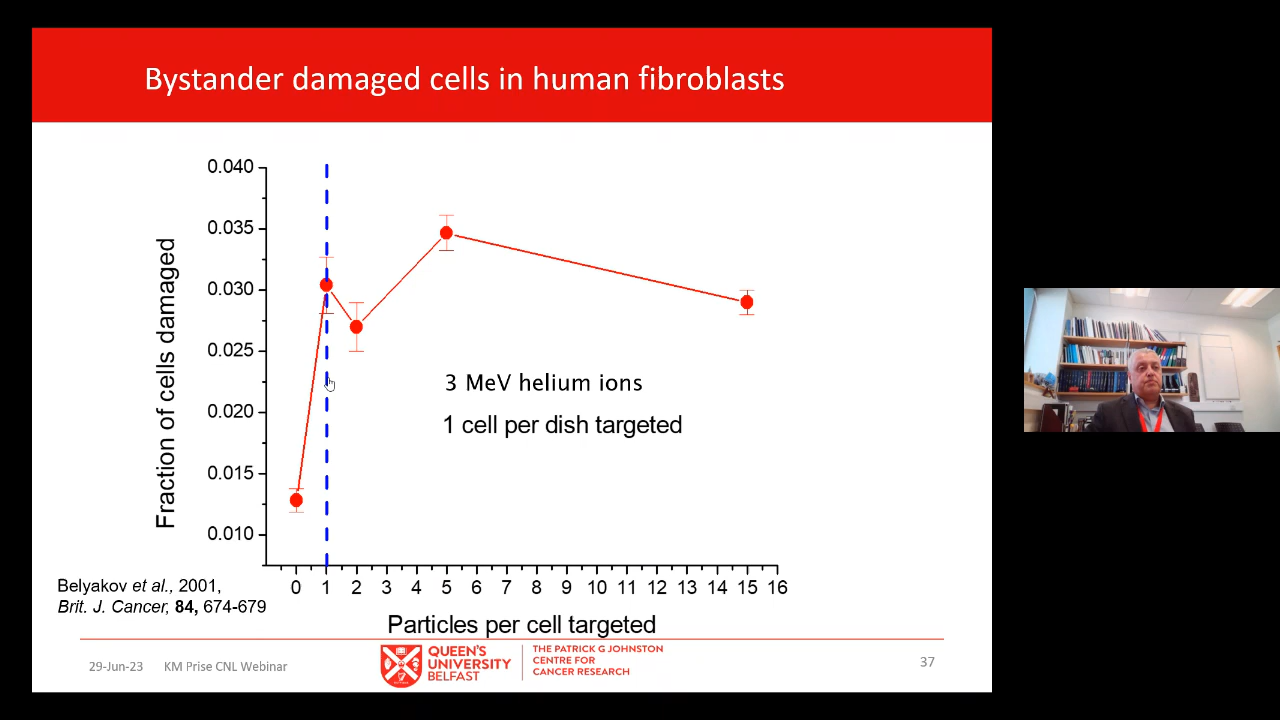 Bystander damaged cells in human fibroblasts
0.040
0.035
0.030
0.025
0.020
0.015
0.010
Fraction of cells damaged
3 MeV helium ions
1 cell per dish targeted
0 1 2 3 4 5 6 7 8 9 10 11 12 13 14 15 16
Particles per cell targeted
Belyakov et al., 2001,
Brit. J. Cancer, 84, 674-679
29-Jun-23 KM Prise CNL Webinar
QUEEN'S
UNIVERSITY
BELFAST
THE PATRICK G JOHNSTON
CENTRE FOR
CANCER RESEARCH
37